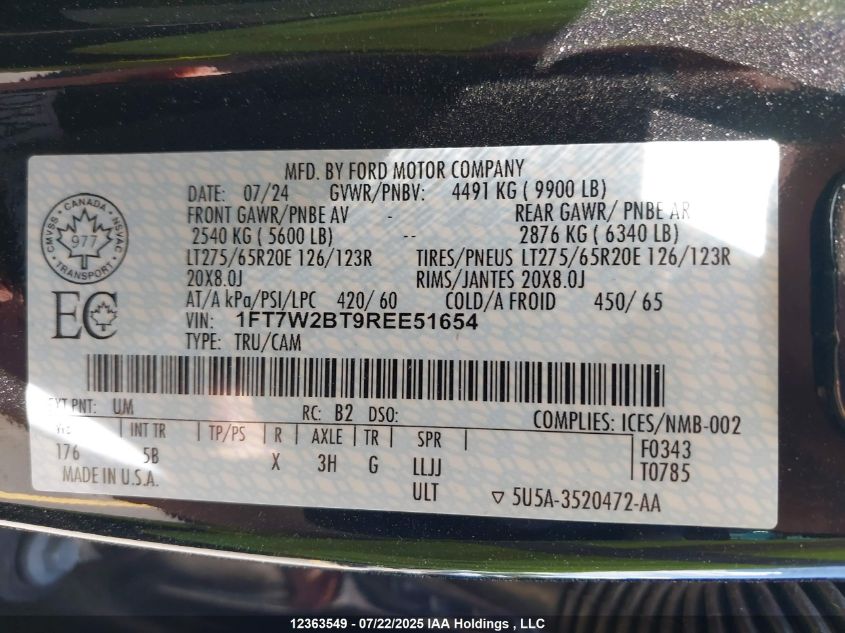 MFD. BY FORD MOTOR COMPANY
DATE: 07/24 GVWR/PNBV: 4491 KG ( 9900 LB)
FRONT GAWR/PNBE AV - REAR GAWR/ PNBE AR
2540 KG ( 5600 LB) -- 2876 KG ( 6340 LB)
LT275/65R20E 126/123R TIRES/PNEUS LT275/65R20E 126/123R
20X8.0J RIMS/JANTES 20X8.0J
AT/A kPa/PSI/LPC 420/ 60 COLD/A FROID 450/ 65
VIN: 1FT7W2BT9REE51654
TYPE: TRU/CAM
CANADA
CMVSS 977 NSVAC
TRANSPORT
EC
EXT PNT: UM RC: B2 DSO: COMPLIES: ICES/NMB-002
WB INT TR TP/PS R AXLE TR SPR F0343
176 5B X 3H G LLJJ T0785
MADE IN U.S.A. ULT ▽ 5U5A-3520472-AA
12363549 - 07/22/2025 IAA Holdings , LLC